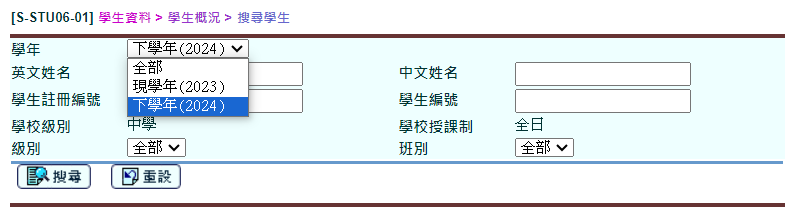 [S-STU06-01] 學生資料 > 學生概況 > 搜尋學生
學年 下學年(2024)
全部
現學年(2023)
下學年(2024)
英文姓名 中文姓名
學生註冊編號 學生編號
學校級別 中學 學校授課制 全日
級別 全部 班別 全部
搜尋 重設